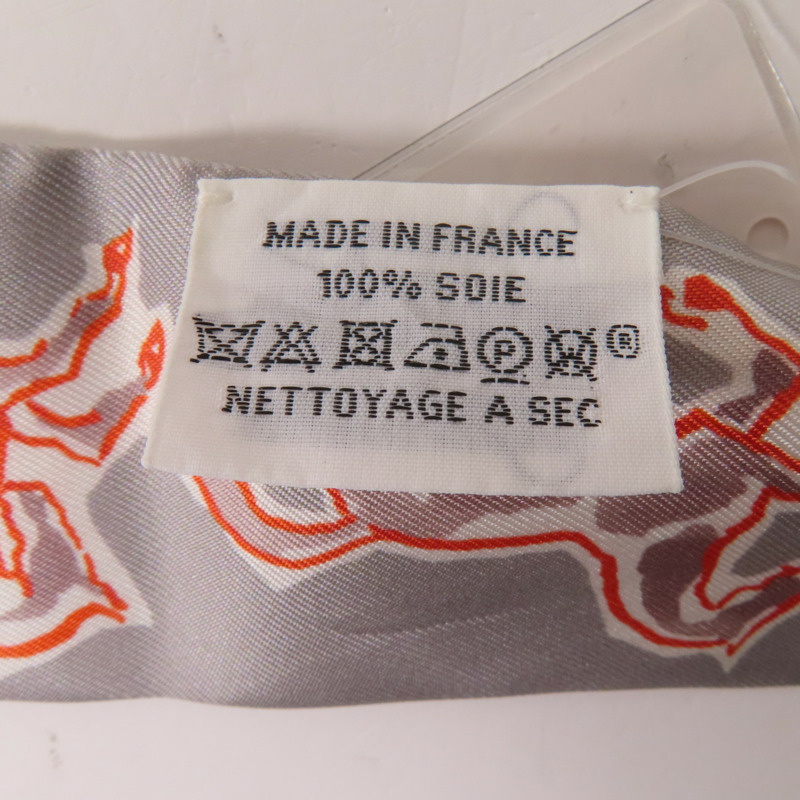 MADE IN FRANCE
100% SOIE
P W ®
NETTOYAGE A SEC